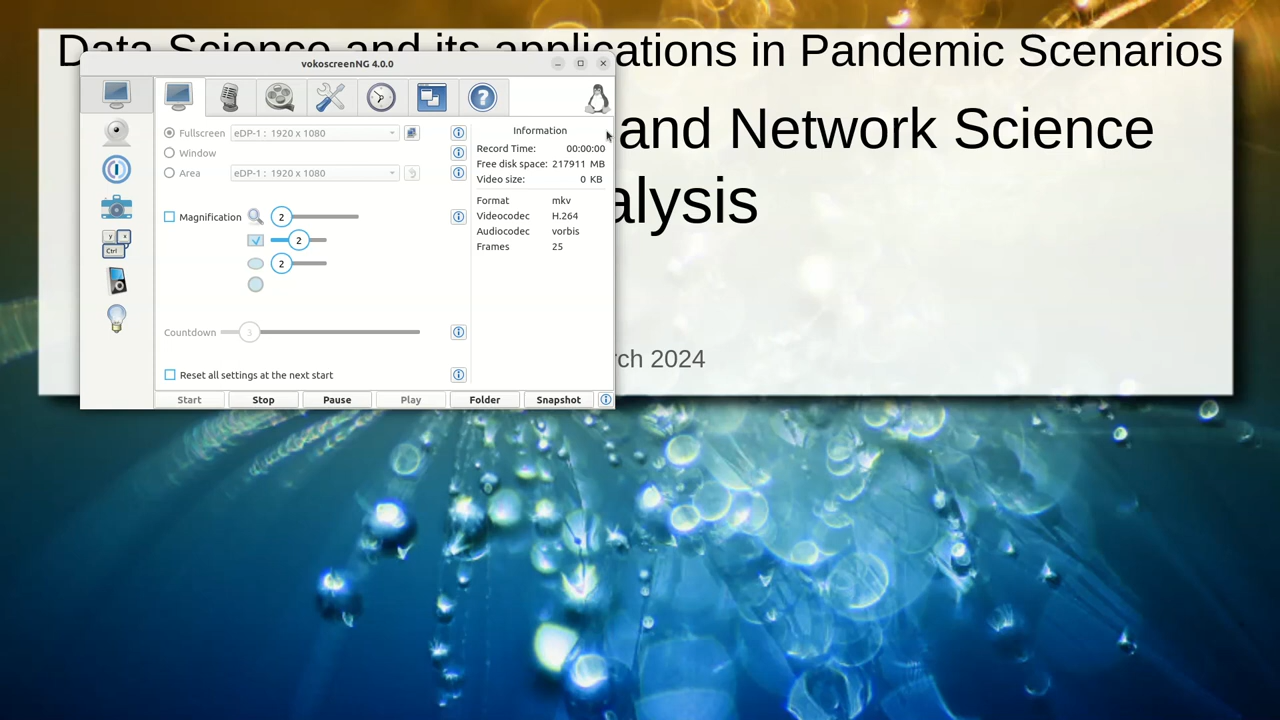 Data Science and its applications in Pandemic Scenarios
vokoscreenNG 4.0.0
and Network Science
alysis
rch 2024
Fullscreen eDP-1 : 1920 x 1080
Window
Area eDP-1 : 1920 x 1080
Magnification 2
2
2
Countdown 3
Reset all settings at the next start
Information
Record Time: 00:00:00
Free disk space: 217911 MB
Video size: 0 KB
Format mkv
Videocodec H.264
Audiocodec vorbis
Frames 25
y x
Ctrl
Start Stop Pause Play Folder Snapshot